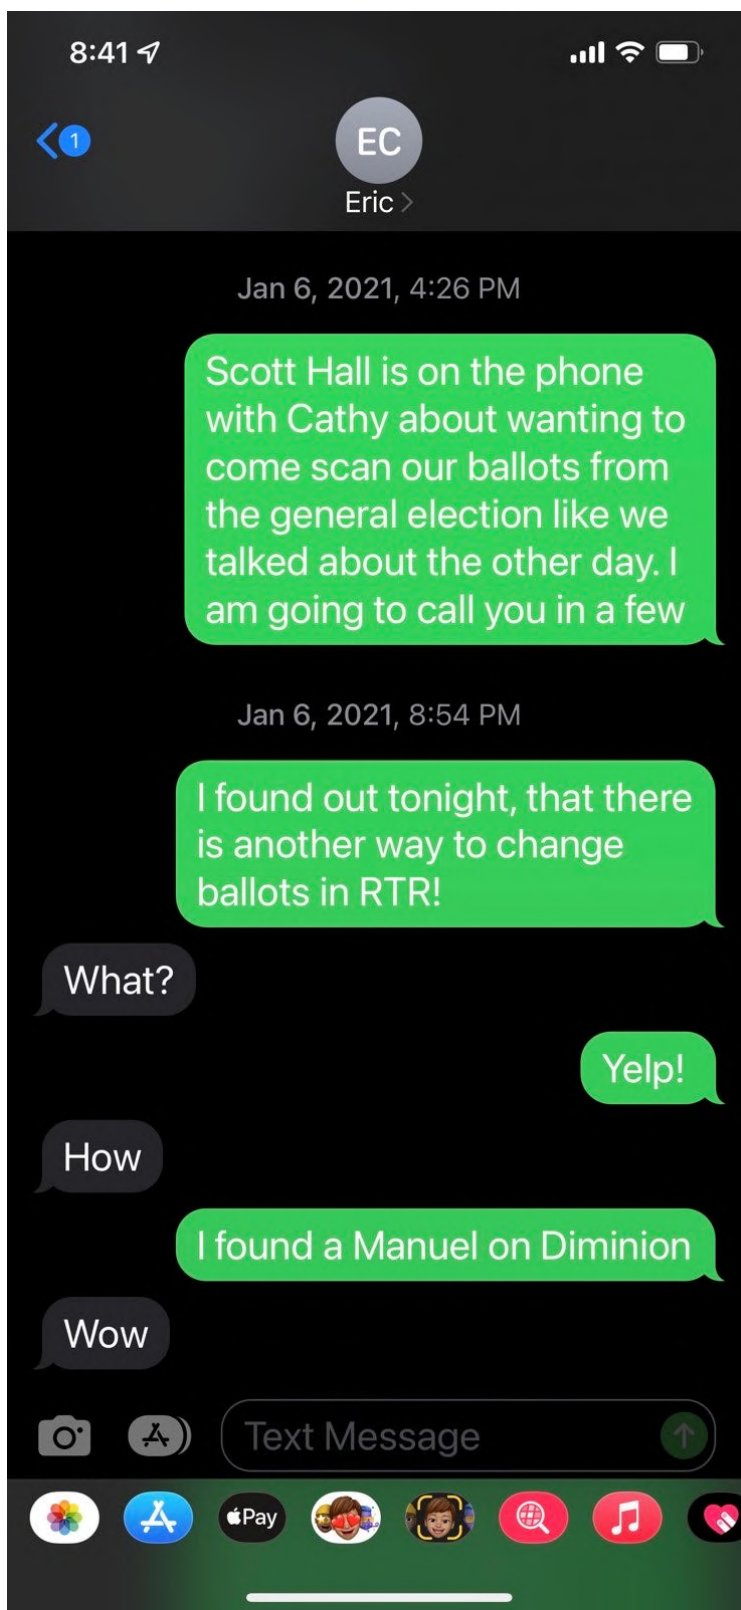 8:41
1
EC
Eric
Jan 6, 2021, 4:26 PM
Scott Hall is on the phone
with Cathy about wanting to
come scan our ballots from
the general election like we
talked about the other day. I
am going to call you in a few
Jan 6, 2021, 8:54 PM
I found out tonight, that there
is another way to change
ballots in RTR!
What?
Yelp!
How
I found a Manuel on Diminion
Wow
Text Message
Pay